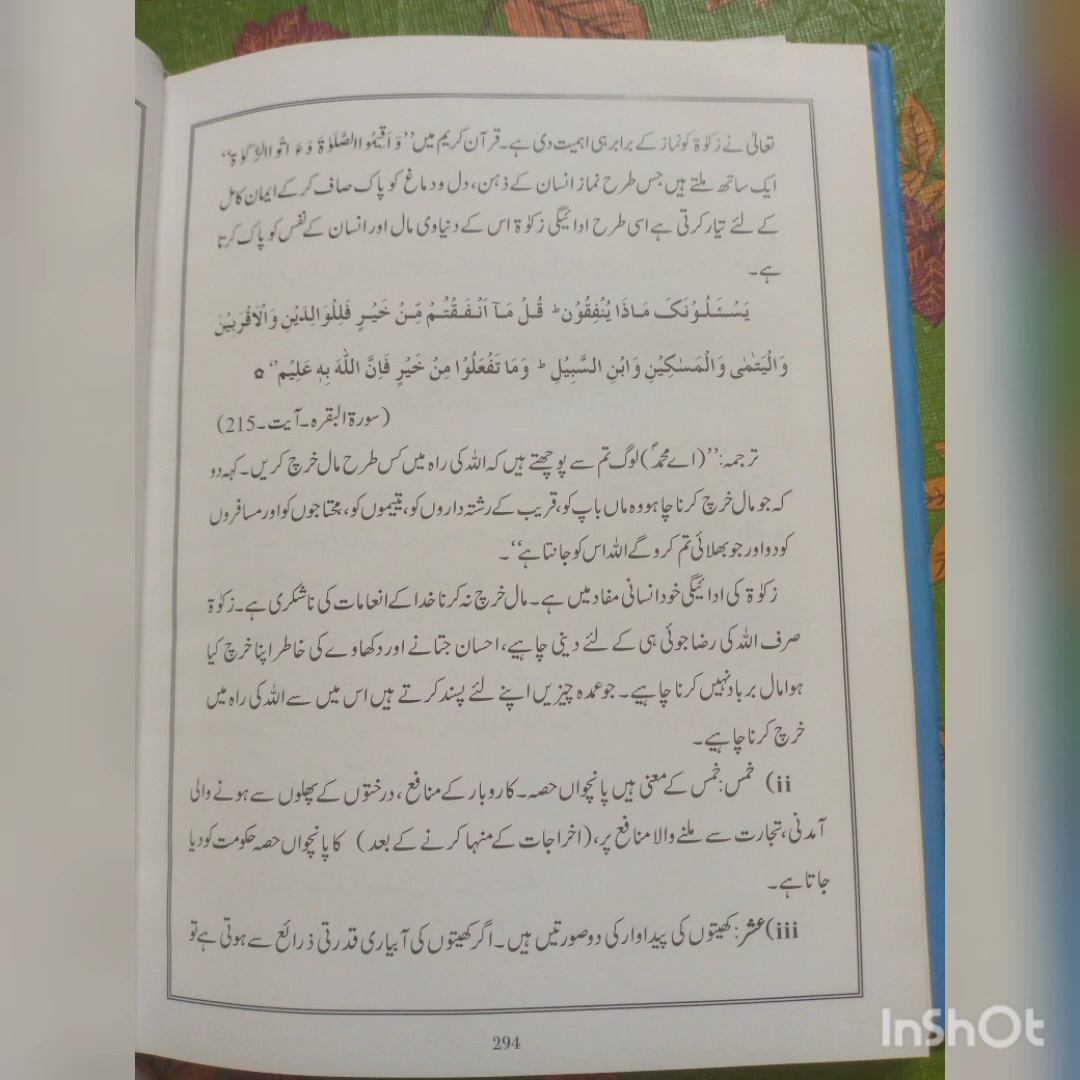 تعالیٰ نے زکوٰۃ کو نماز کے برابر ہی اہمیت دی ہے۔ قرآن کریم میں ’’وَاَقِیْمُوا الصَّلٰوۃَ وَءَاتُوا الزَّکٰوۃَ‘‘
ایک ساتھ ملتے ہیں جس طرح نماز انسان کے ذہن، دل و دماغ کو پاک صاف کر کے ایمان کامل
کے لئے تیار کرتی ہے اسی طرح ادائیگی زکوٰۃ اس کے دنیاوی مال اور انسان کے نفس کو پاک کرتا
ہے۔
یَسْئَلُوْنَکَ مَاذَا یُنْفِقُوْنَ ؕ قُلْ مَآ اَنْفَقْتُمْ مِّنْ خَیْرٍ فَلِلْوَالِدَیْنِ وَالْاَقْرَبِیْنَ
وَالْیَتٰمٰی وَالْمَسٰکِیْنِ وَابْنِ السَّبِیْلِ ؕ وَمَا تَفْعَلُوْا مِنْ خَیْرٍ فَاِنَّ اللّٰہَ بِہٖ عَلِیْم’‘ ۝
(سورۃ البقرہ۔آیت۔215)
ترجمہ: ’’(اے محمدؐ) لوگ تم سے پوچھتے ہیں کہ اللہ کی راہ میں کس طرح مال خرچ کریں۔ کہہ دو
کہ جو مال خرچ کرنا چاہو وہ ماں باپ کو، قریب کے رشتہ داروں کو، یتیموں کو، محتاجوں کو اور مسافروں
کو دو اور جو بھلائی تم کرو گے اللہ اس کو جانتا ہے‘‘۔
زکوٰۃ کی ادائیگی خود انسانی مفاد میں ہے۔ مال خرچ نہ کرنا خدا کے انعامات کی ناشکری ہے۔ زکوٰۃ
صرف اللہ کی رضا جوئی ہی کے لئے دینی چاہیے، احسان جتانے اور دکھاوے کی خاطر اپنا خرچ کیا
ہوا مال برباد نہیں کرنا چاہیے۔ جو عمدہ چیزیں اپنے لئے پسند کرتے ہیں اس میں سے اللہ کی راہ میں
خرچ کرنا چاہیے۔
ii) خمس: خمس کے معنی ہیں پانچواں حصہ۔ کاروبار کے منافع، درختوں کے پھلوں سے ہونے والی
آمدنی، تجارت سے ملنے والا منافع پر، (اخراجات کے منہا کرنے کے بعد) کا پانچواں حصہ حکومت کو دیا
جاتا ہے۔
iii) عشر: کھیتوں کی پیداوار کی دو صورتیں ہیں۔ اگر کھیتوں کی آبیاری قدرتی ذرائع سے ہوتی ہے تو
294
InShOt